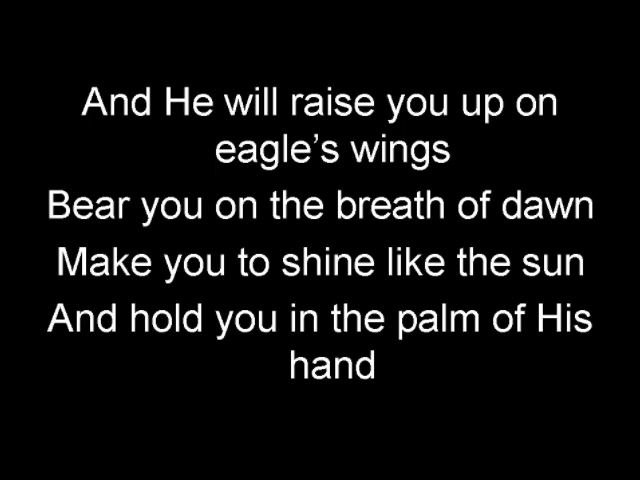 And He will raise you up on
eagle’s wings
Bear you on the breath of dawn
Make you to shine like the sun
And hold you in the palm of His
hand